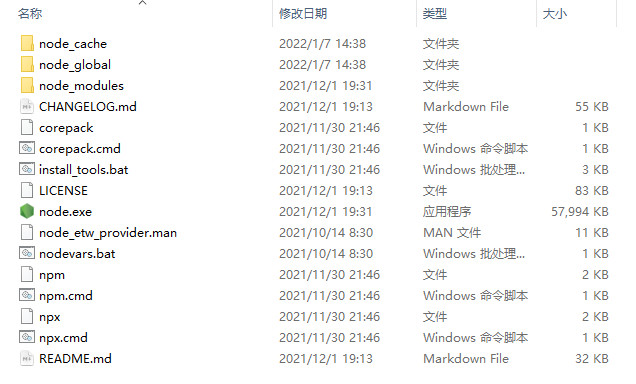 名称 修改日期 类型 大小
node_cache 2022/1/7 14:38 文件夹
node_global 2022/1/7 14:38 文件夹
node_modules 2021/12/1 19:31 文件夹
CHANGELOG.md 2021/12/1 19:13 Markdown File 55 KB
corepack 2021/11/30 21:46 文件 1 KB
corepack.cmd 2021/11/30 21:46 Windows 命令脚本 1 KB
install_tools.bat 2021/11/30 21:46 Windows 批处理... 3 KB
LICENSE 2021/12/1 19:13 文件 83 KB
node.exe 2021/12/1 19:31 应用程序 57,994 KB
node_etw_provider.man 2021/10/14 8:30 MAN 文件 11 KB
nodevars.bat 2021/10/14 8:30 Windows 批处理... 1 KB
npm 2021/11/30 21:46 文件 2 KB
npm.cmd 2021/11/30 21:46 Windows 命令脚本 1 KB
npx 2021/11/30 21:46 文件 2 KB
npx.cmd 2021/11/30 21:46 Windows 命令脚本 1 KB
README.md 2021/12/1 19:13 Markdown File 32 KB